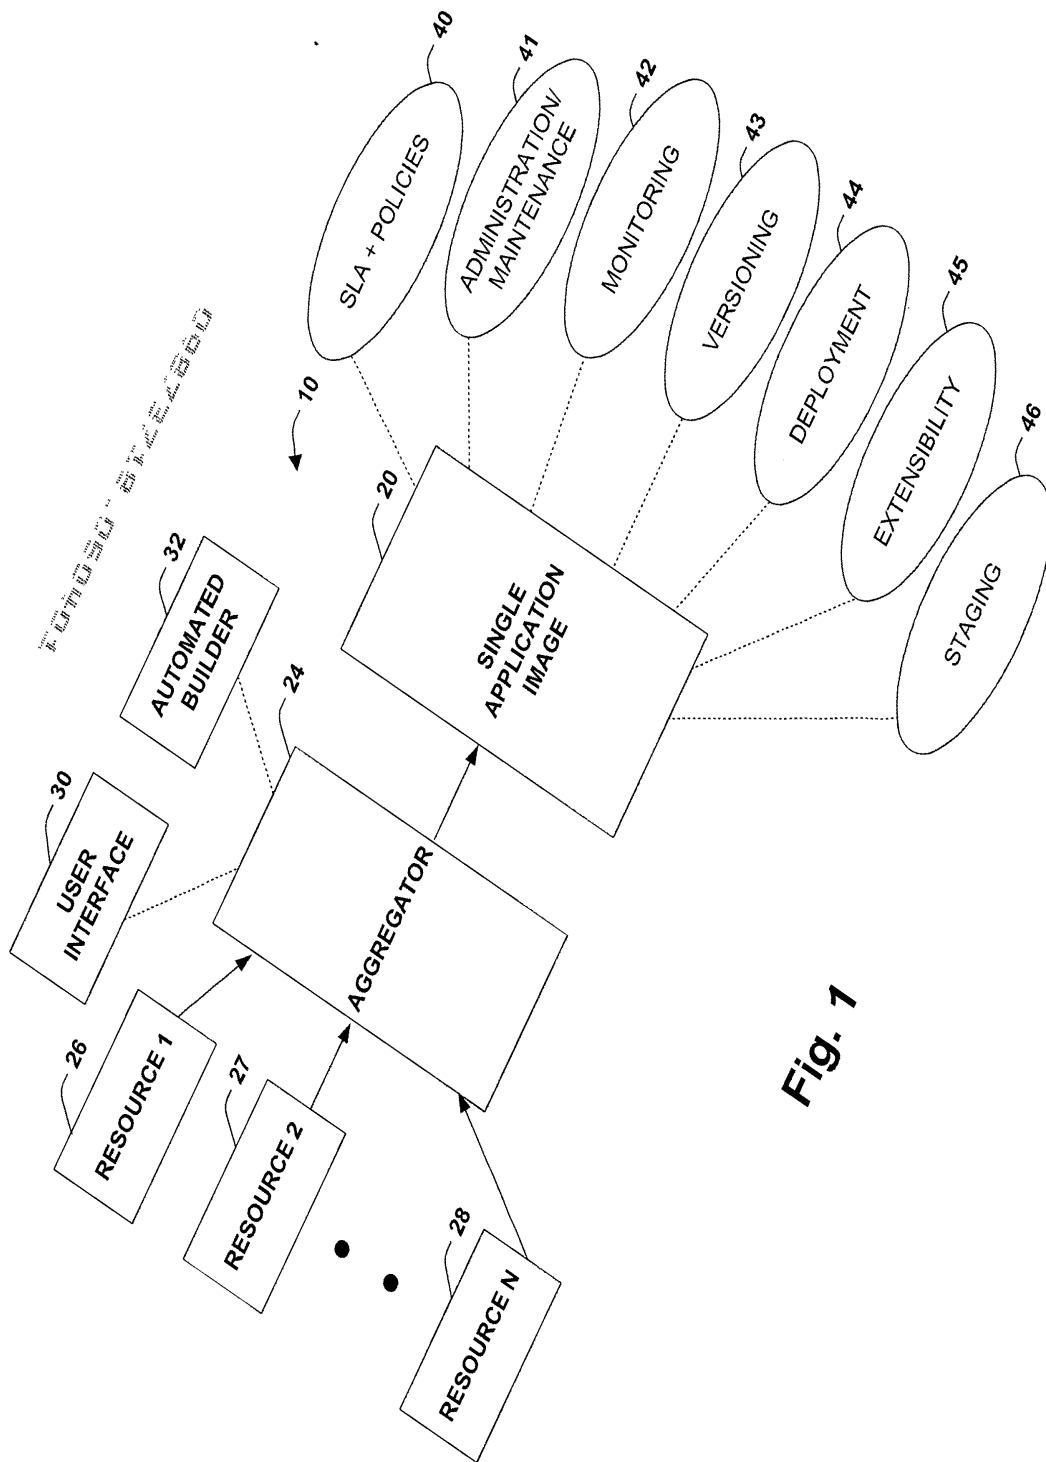 10
26
RESOURCE 1
27
RESOURCE 2
28
RESOURCE N
30
USER
INTERFACE
32
AUTOMATED
BUILDER
24
AGGREGATOR
20
SINGLE
APPLICATION
IMAGE
40
SLA + POLICIES
41
ADMINISTRATION/
MAINTENANCE
42
MONITORING
43
VERSIONING
44
DEPLOYMENT
45
EXTENSIBILITY
46
STAGING
Fig. 1